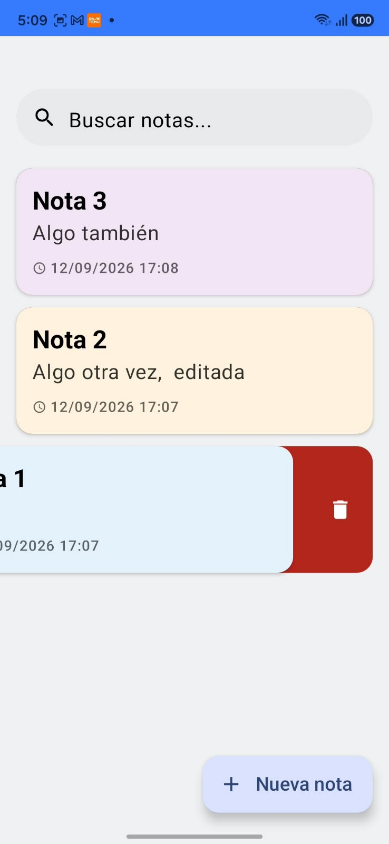 5:09
100
Buscar notas...
Nota 3
Algo también
12/09/2026 17:08
Nota 2
Algo otra vez,  editada
12/09/2026 17:07
a 1
09/2026 17:07
Nueva nota